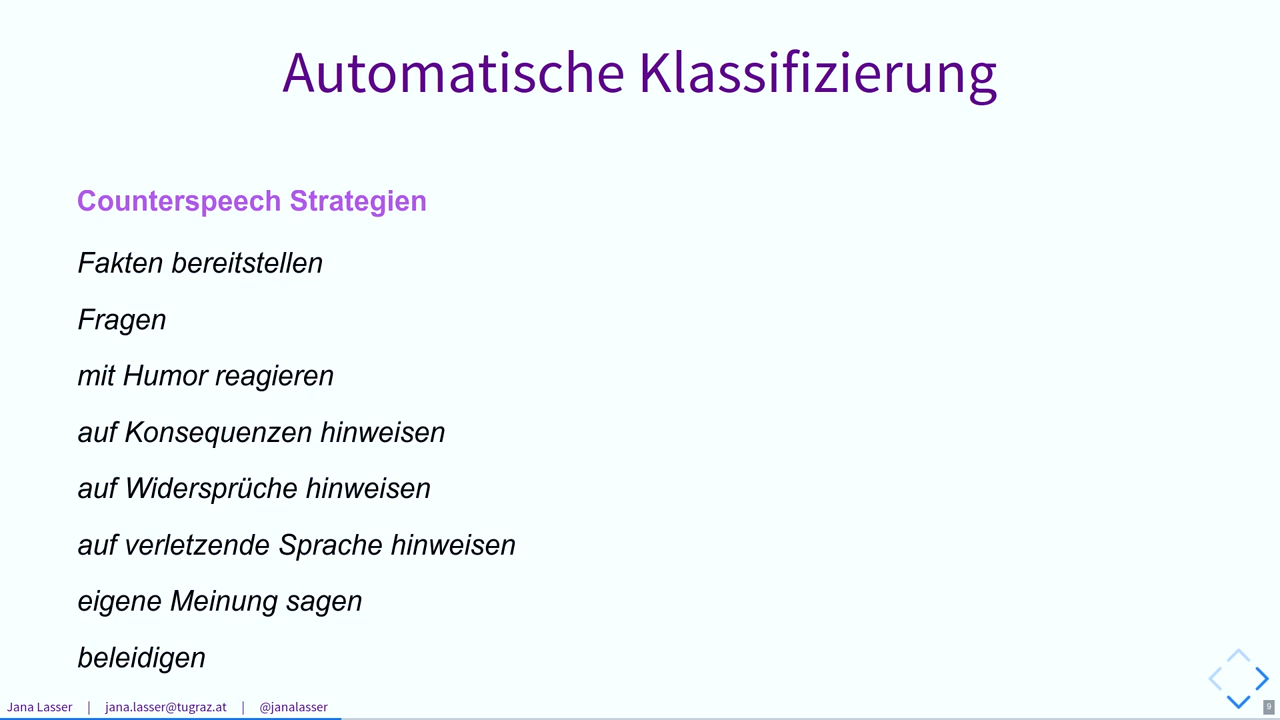 Automatische Klassifizierung
Counterspeech Strategien
Fakten bereitstellen
Fragen
mit Humor reagieren
auf Konsequenzen hinweisen
auf Widersprüche hinweisen
auf verletzende Sprache hinweisen
eigene Meinung sagen
beleidigen
Jana Lasser | jana.lasser@tugraz.at | @janalasser
9